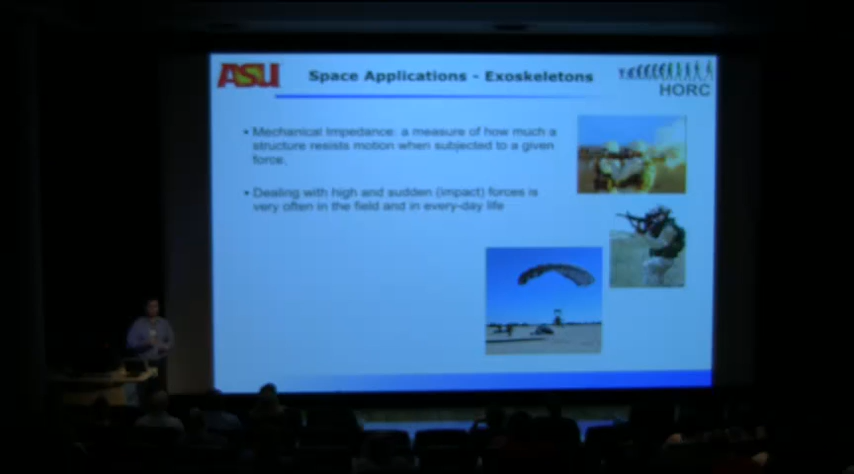 ASU
Space Applications - Exoskeletons
HORC
• Mechanical Impedance: a measure of how much a
structure resists motion when subjected to a given
force.
• Dealing with high and sudden (impact) forces is
very often in the field and in every-day life